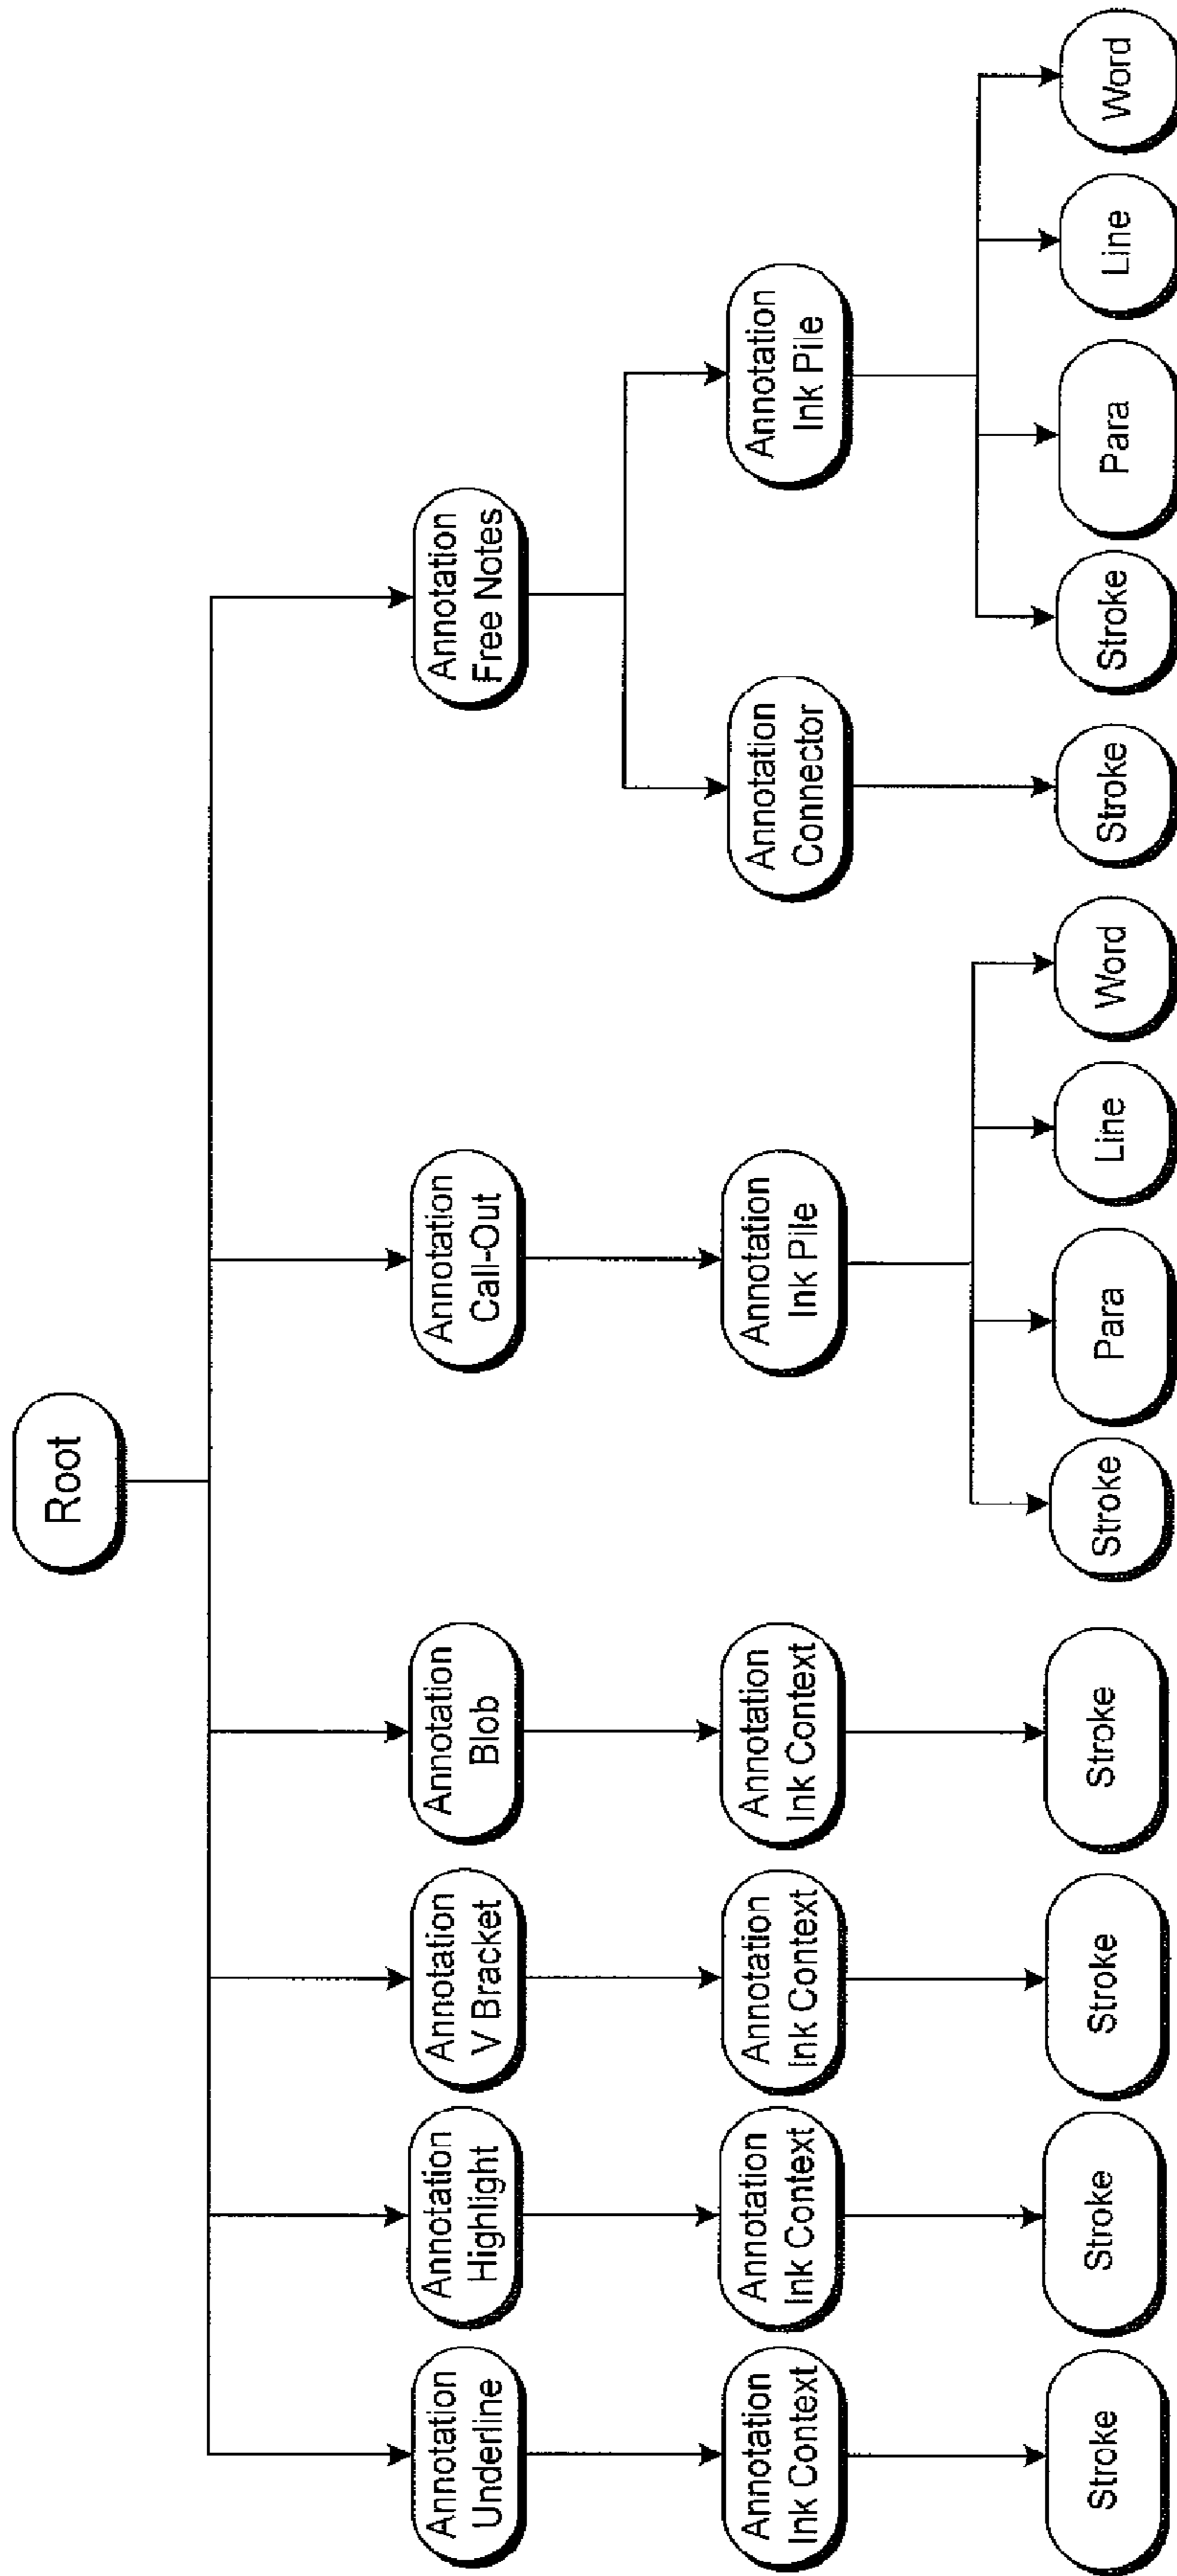 Root
Annotation
Underline
Annotation
Highlight
Annotation
V Bracket
Annotation
Blob
Annotation
Call-Out
Annotation
Free Notes
Annotation
Ink Context
Annotation
Ink Context
Annotation
Ink Context
Annotation
Ink Context
Annotation
Ink Pile
Annotation
Connector
Annotation
Ink Pile
Stroke
Stroke
Stroke
Stroke
Stroke
Para
Line
Word
Stroke
Stroke
Para
Line
Word